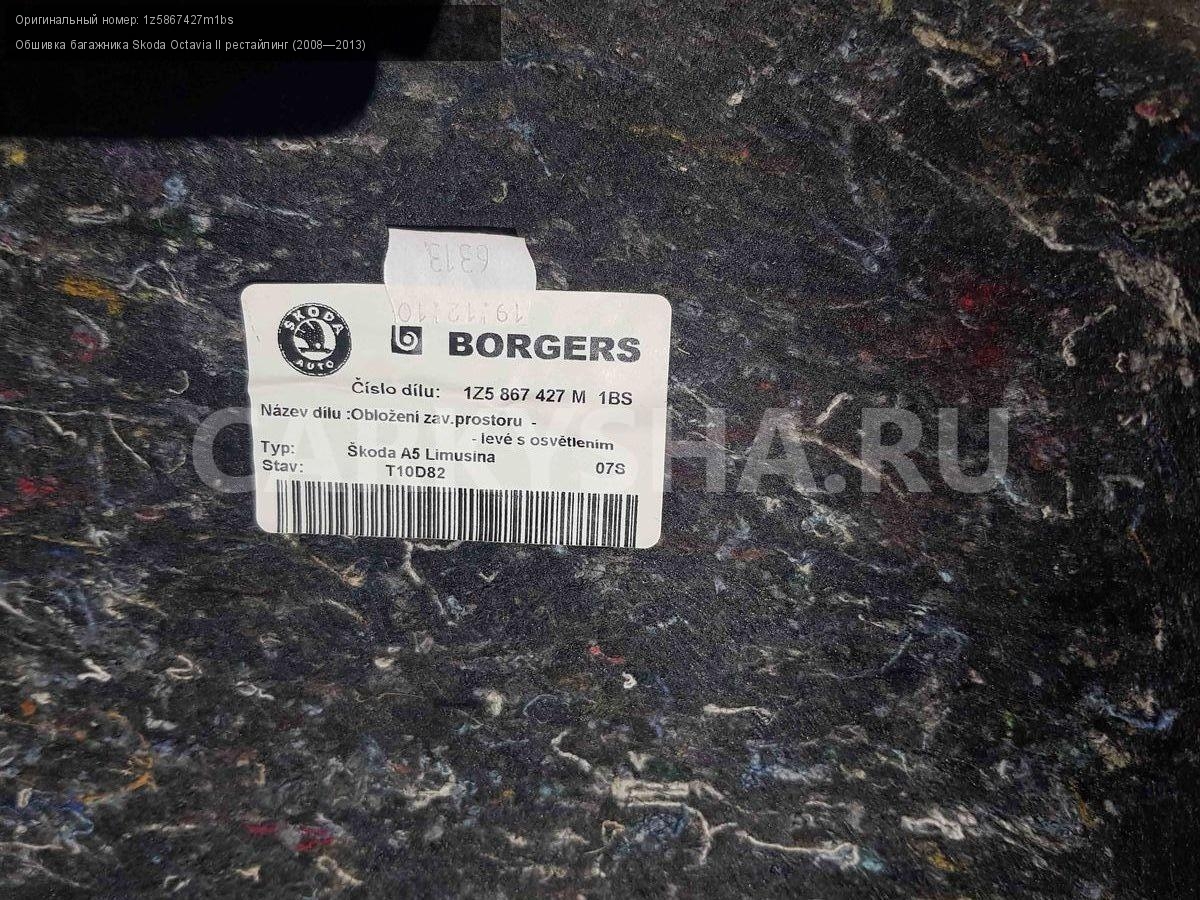 Оригинальный номер: 1z5867427m1bs
Обшивка багажника Skoda Octavia II рестайлинг (2008—2013)
6313
19.12.10
ŠKODA
AUTO
BORGERS
Číslo dílu: 1Z5 867 427 M 1BS
Název dílu :Obložení zav.prostoru -
- levé s osvětlením
Typ: Škoda A5 Limusina
Stav: T10D82 07S
CARKYSHA.RU